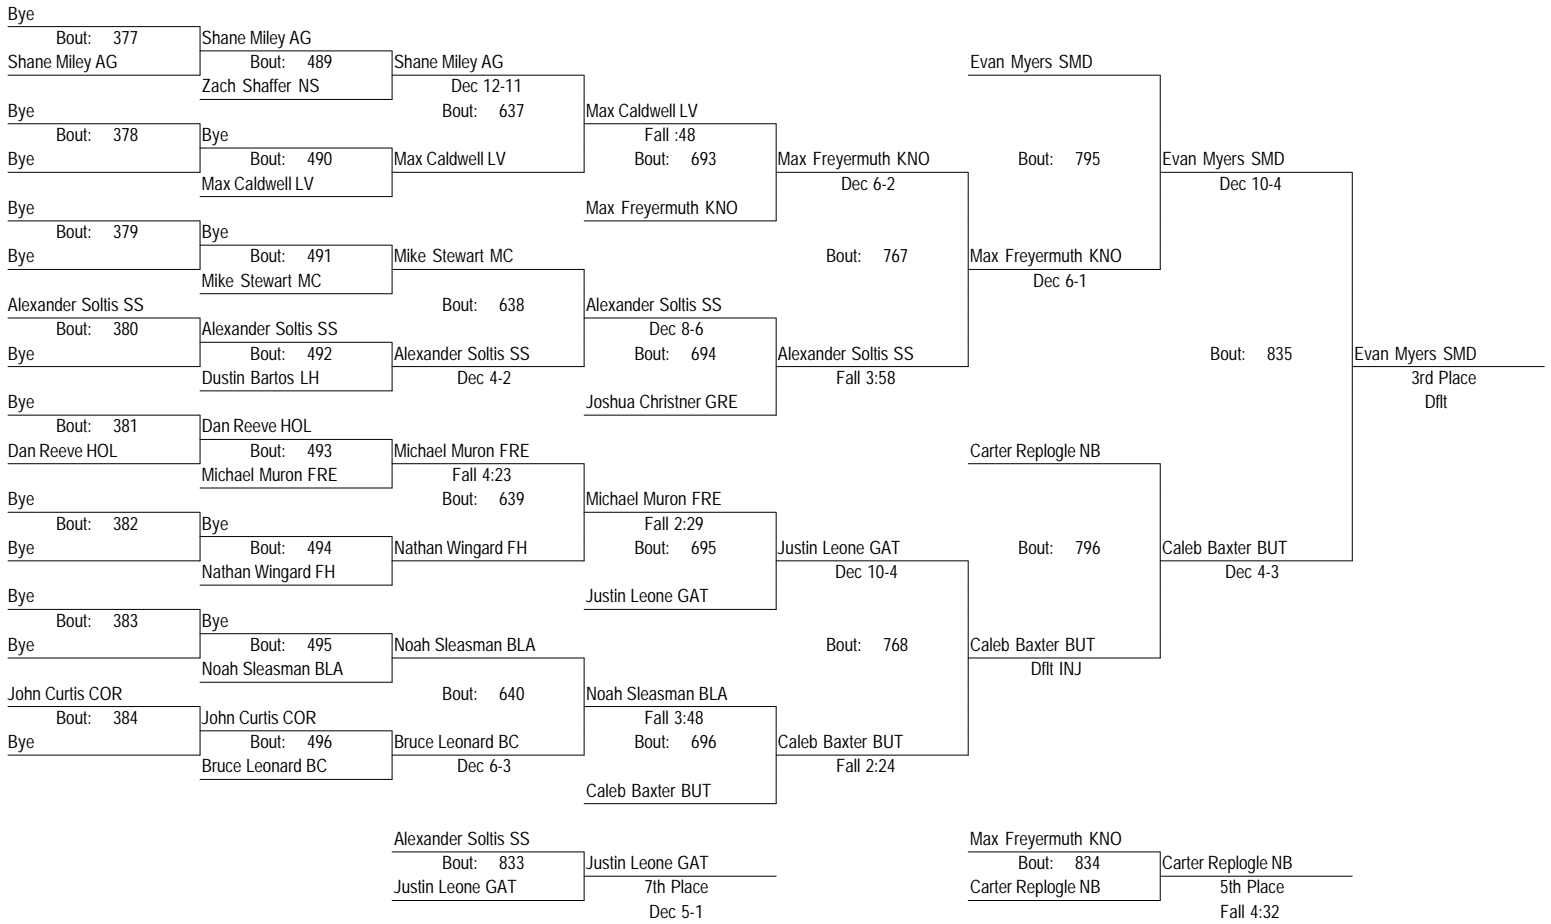 Bye
Bout: 377
Shane Miley AG
Bye
Bout: 378
Bye
Bye
Bout: 379
Bye
Alexander Soltis SS
Bout: 380
Bye
Bye
Bout: 381
Dan Reeve HOL
Bye
Bout: 382
Bye
Bye
Bout: 383
Bye
John Curtis COR
Bout: 384
Bye
Shane Miley AG
Bout: 489
Zach Shaffer NS
Bye
Bout: 490
Max Caldwell LV
Bye
Bout: 491
Mike Stewart MC
Alexander Soltis SS
Bout: 492
Dustin Bartos LH
Dan Reeve HOL
Bout: 493
Michael Muron FRE
Bye
Bout: 494
Nathan Wingard FH
Bye
Bout: 495
Noah Sleasman BLA
John Curtis COR
Bout: 496
Bruce Leonard BC
Shane Miley AG
Dec 12-11
Bout: 637
Max Caldwell LV
Mike Stewart MC
Bout: 638
Alexander Soltis SS
Dec 4-2
Michael Muron FRE
Fall 4:23
Bout: 639
Nathan Wingard FH
Noah Sleasman BLA
Bout: 640
Bruce Leonard BC
Dec 6-3
Max Caldwell LV
Fall :48
Bout: 693
Max Freyermuth KNO
Alexander Soltis SS
Dec 8-6
Bout: 694
Joshua Christner GRE
Michael Muron FRE
Fall 2:29
Bout: 695
Justin Leone GAT
Noah Sleasman BLA
Fall 3:48
Bout: 696
Caleb Baxter BUT
Max Freyermuth KNO
Dec 6-2
Bout: 767
Alexander Soltis SS
Fall 3:58
Justin Leone GAT
Dec 10-4
Bout: 768
Caleb Baxter BUT
Fall 2:24
Evan Myers SMD
Bout: 795
Max Freyermuth KNO
Dec 6-1
Carter Replogle NB
Bout: 796
Caleb Baxter BUT
Dflt INJ
Evan Myers SMD
Dec 10-4
Bout: 835
Caleb Baxter BUT
Dec 4-3
Evan Myers SMD
3rd Place
Dflt
Alexander Soltis SS
Bout: 833
Justin Leone GAT
Justin Leone GAT
7th Place
Dec 5-1
Max Freyermuth KNO
Bout: 834
Carter Replogle NB
Carter Replogle NB
5th Place
Fall 4:32